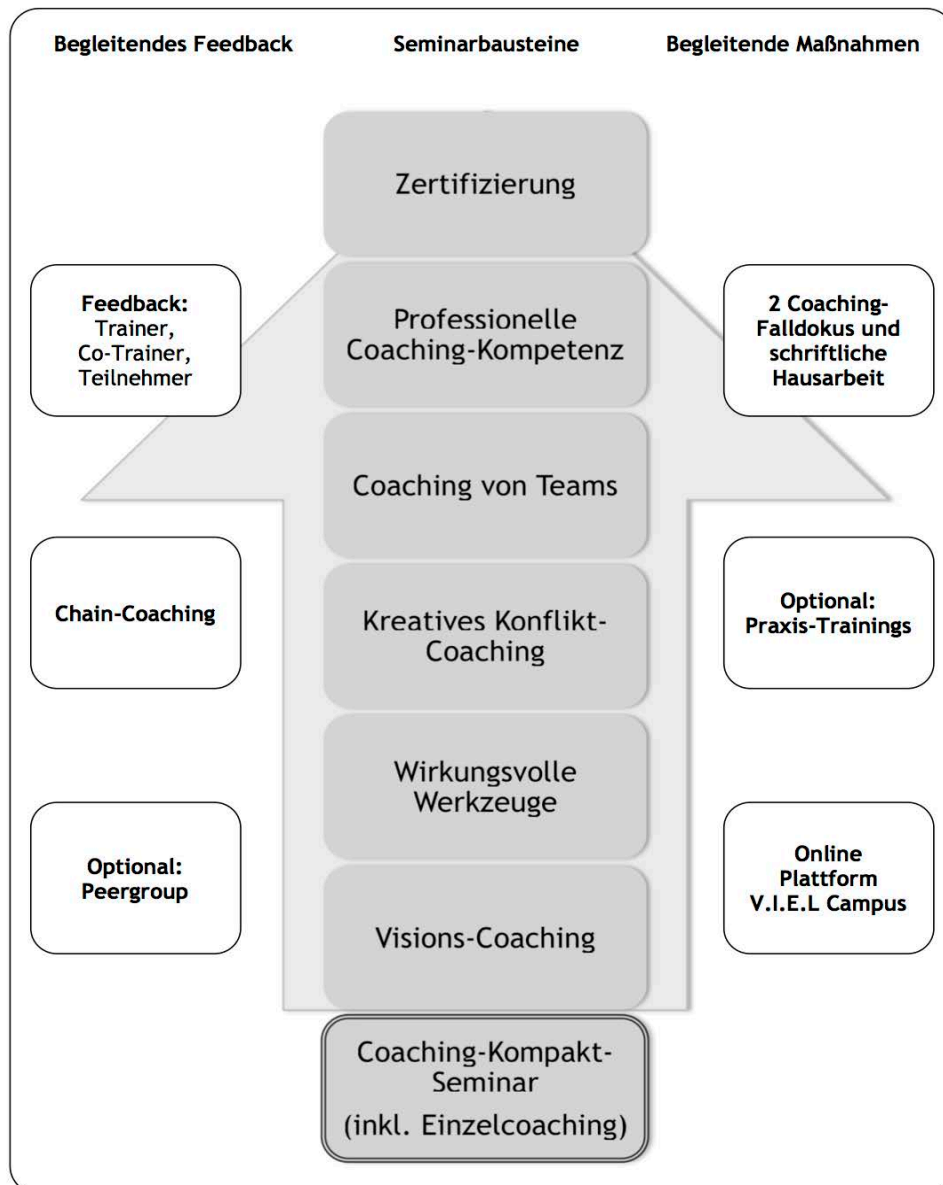 Begleitendes Feedback
Seminarbausteine
Begleitende Maßnahmen
Zertifizierung
Feedback:
Trainer,
Co-Trainer,
Teilnehmer
Professionelle
Coaching-Kompetenz
2 Coaching-
Falldokus und
schriftliche
Hausarbeit
Coaching von Teams
Chain-Coaching
Kreatives Konflikt-
Coaching
Optional:
Praxis-Trainings
Wirkungsvolle
Werkzeuge
Optional:
Peergroup
Visions-Coaching
Online
Plattform
V.I.E.L Campus
Coaching-Kompakt-
Seminar
(inkl. Einzelcoaching)